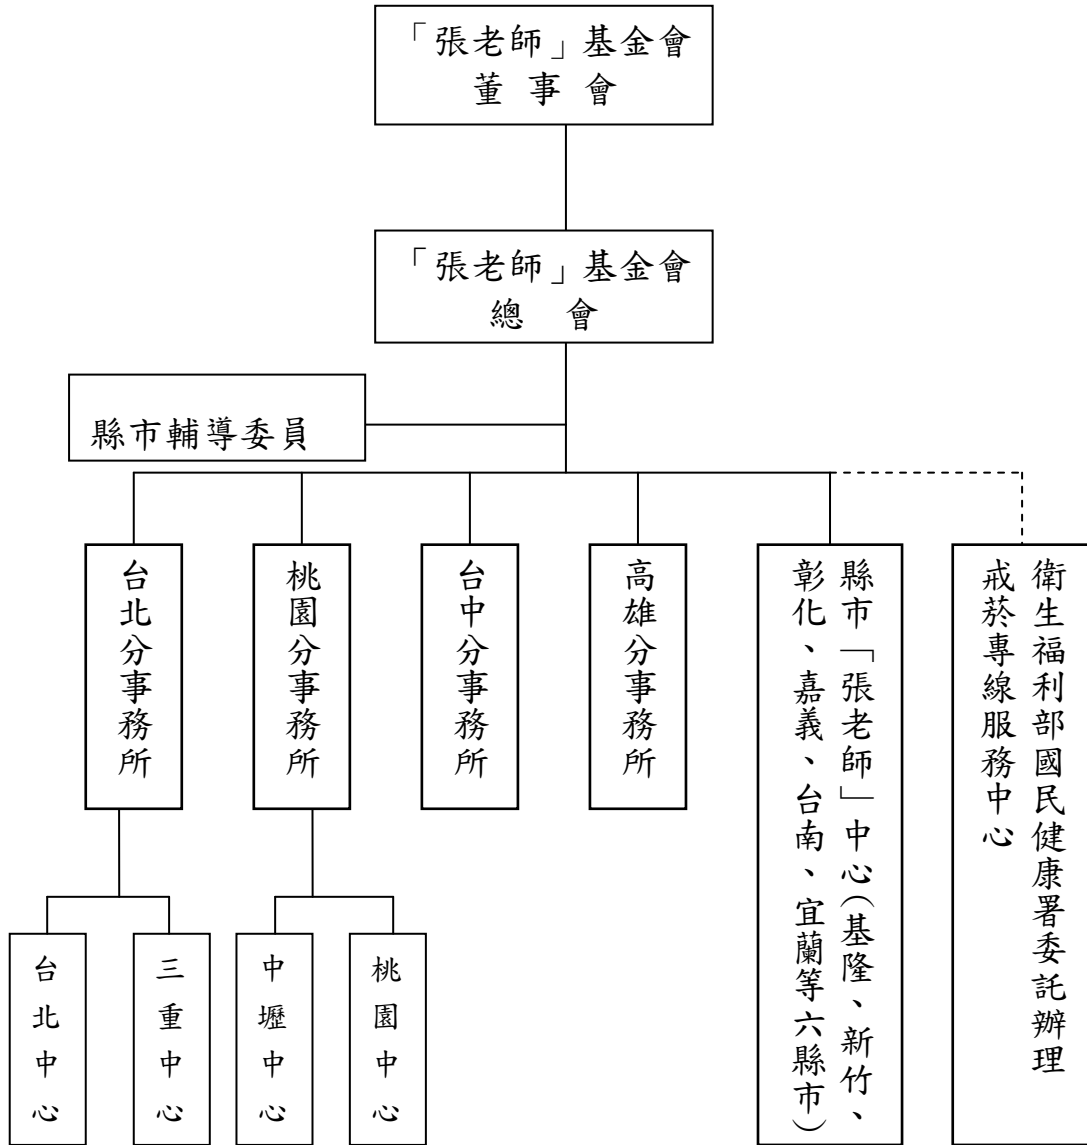 「張老師」基金會
董事會
「張老師」基金會
總會
縣市輔導委員
台北分事務所
桃園分事務所
台中分事務所
高雄分事務所
縣市「張老師」中心(基隆、新竹、
彰化、嘉義、台南、宜蘭等六縣市)
衛生福利部國民健康署委託辦理
戒菸專線服務中心
台北中心
三重中心
中壢中心
桃園中心